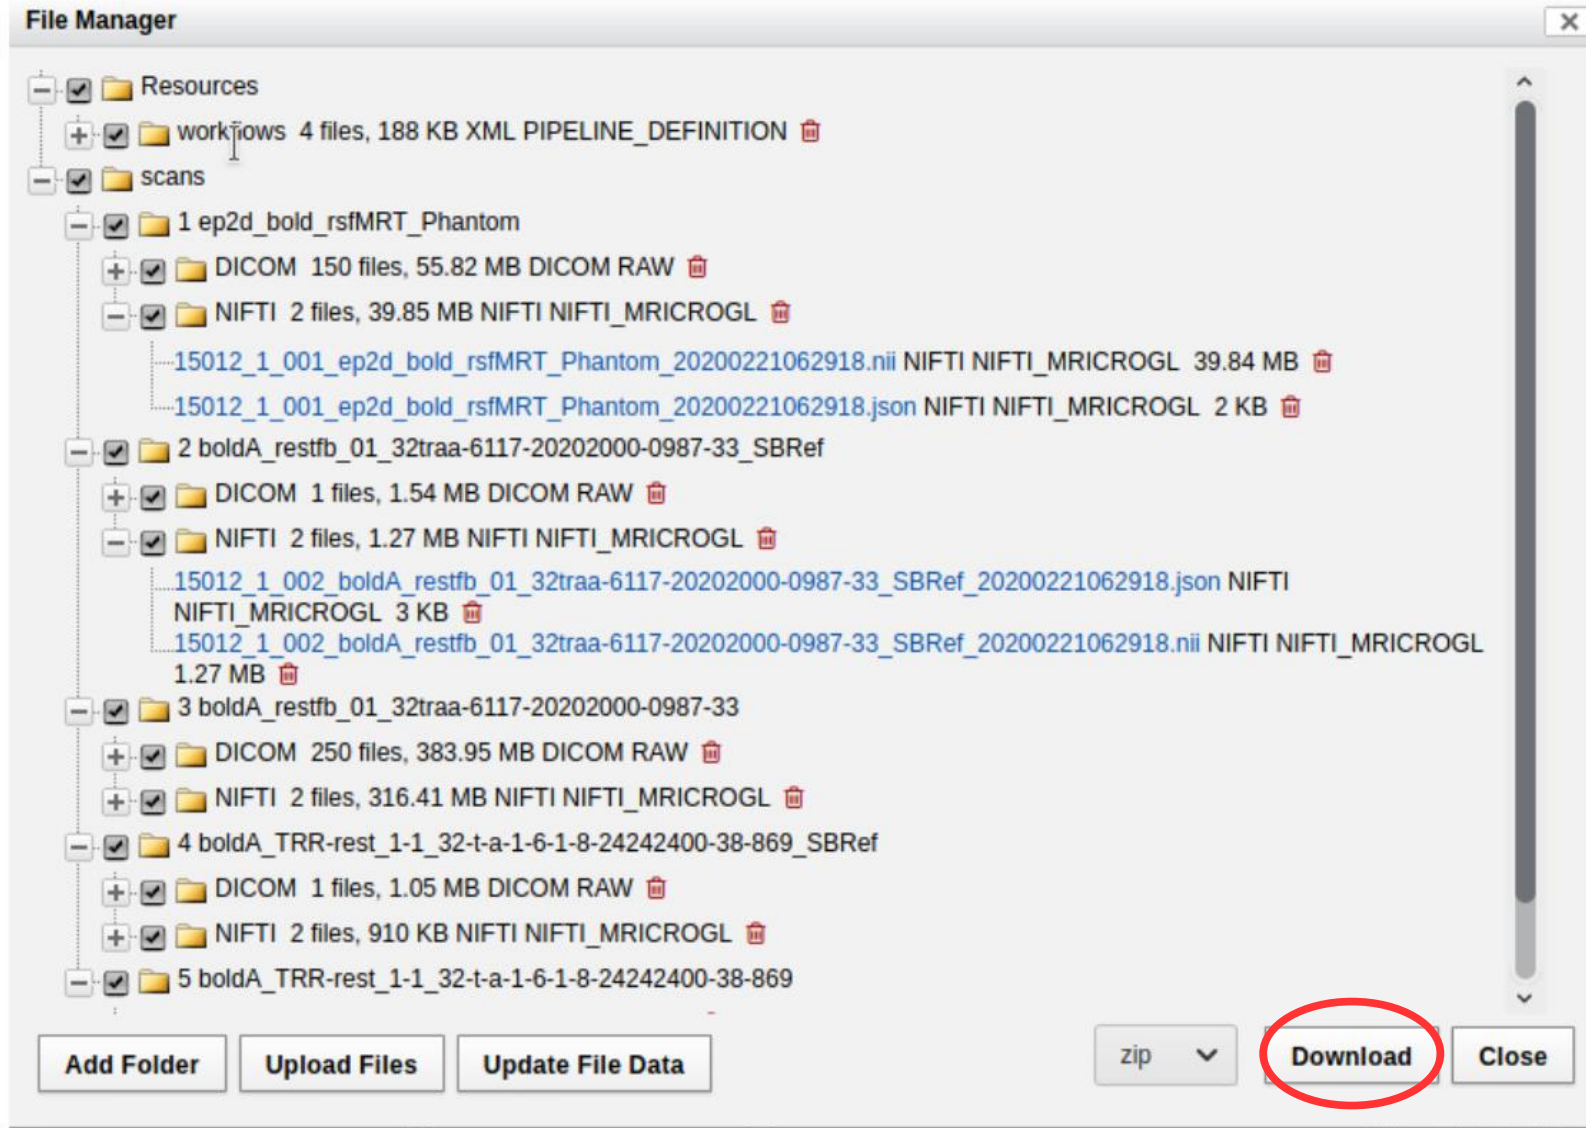 File Manager
Resources
workflows 4 files, 188 KB XML PIPELINE_DEFINITION
scans
1 ep2d_bold_rsfMRT_Phantom
DICOM 150 files, 55.82 MB DICOM RAW
NIFTI 2 files, 39.85 MB NIFTI NIFTI_MRICROGL
15012_1_001_ep2d_bold_rsfMRT_Phantom_20200221062918.nii NIFTI NIFTI_MRICROGL 39.84 MB
15012_1_001_ep2d_bold_rsfMRT_Phantom_20200221062918.json NIFTI NIFTI_MRICROGL 2 KB
2 boldA_restfb_01_32traa-6117-20202000-0987-33_SBRef
DICOM 1 files, 1.54 MB DICOM RAW
NIFTI 2 files, 1.27 MB NIFTI NIFTI_MRICROGL
15012_1_002_boldA_restfb_01_32traa-6117-20202000-0987-33_SBRef_20200221062918.json NIFTI
NIFTI_MRICROGL 3 KB
15012_1_002_boldA_restfb_01_32traa-6117-20202000-0987-33_SBRef_20200221062918.nii NIFTI NIFTI_MRICROGL
1.27 MB
3 boldA_restfb_01_32traa-6117-20202000-0987-33
DICOM 250 files, 383.95 MB DICOM RAW
NIFTI 2 files, 316.41 MB NIFTI NIFTI_MRICROGL
4 boldA_TRR-rest_1-1_32-t-a-1-6-1-8-24242400-38-869_SBRef
DICOM 1 files, 1.05 MB DICOM RAW
NIFTI 2 files, 910 KB NIFTI NIFTI_MRICROGL
5 boldA_TRR-rest_1-1_32-t-a-1-6-1-8-24242400-38-869
Add Folder Upload Files Update File Data zip Download Close